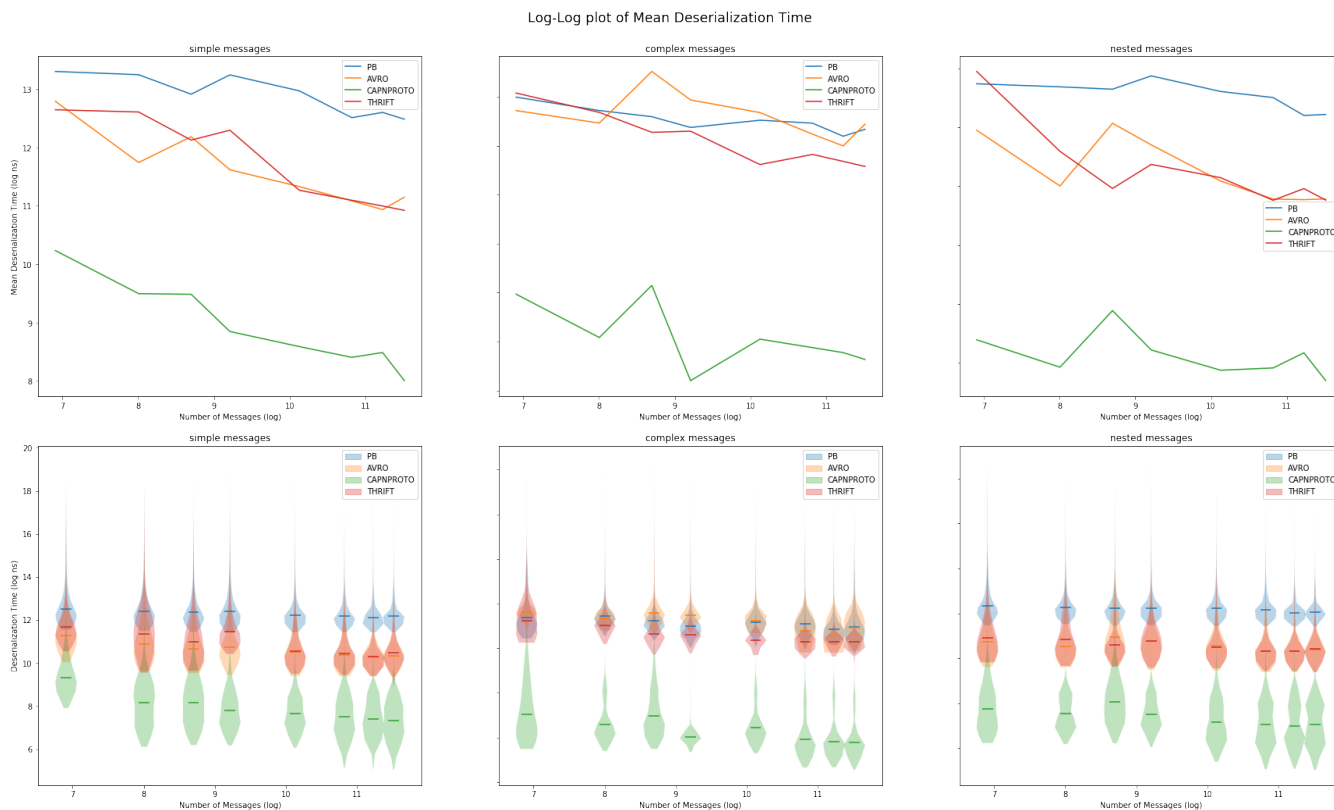 Log-Log plot of Mean Deserialization Time
simple messages
Mean Deserialization Time (log ns)
13
12
11
10
9
8
PB
AVRO
CAPNPROTO
THRIFT
7 8 9 10 11
Number of Messages (log)
complex messages
PB
AVRO
CAPNPROTO
THRIFT
7 8 9 10 11
Number of Messages (log)
nested messages
PB
AVRO
CAPNPROTO
THRIFT
7 8 9 10 11
Number of Messages (log)
simple messages
Deserialization Time (log ns)
20
18
16
14
12
10
8
6
PB
AVRO
CAPNPROTO
THRIFT
7 8 9 10 11
Number of Messages (log)
complex messages
PB
AVRO
CAPNPROTO
THRIFT
7 8 9 10 11
Number of Messages (log)
nested messages
PB
AVRO
CAPNPROTO
THRIFT
7 8 9 10 11
Number of Messages (log)